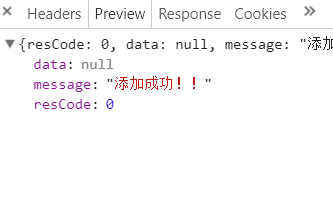 × Headers Preview Response Cookies »
▼{resCode: 0, data: null, message: "添加
data: null
message: "添加成功！！"
resCode: 0